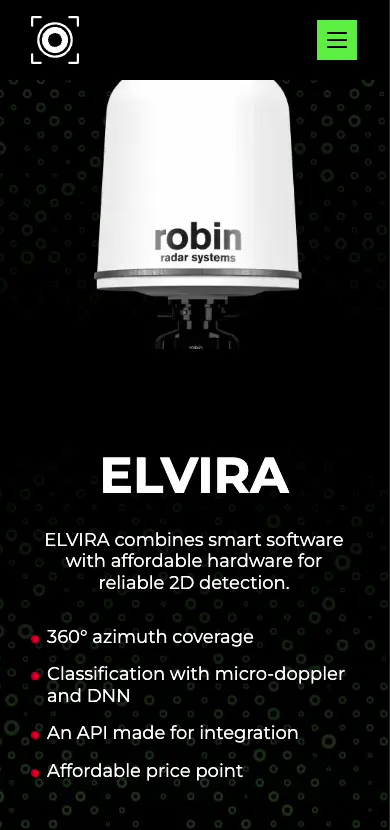 robin
radar systems
ELVIRA
ELVIRA combines smart software
with affordable hardware for
reliable 2D detection.
360° azimuth coverage
Classification with micro-doppler
and DNN
An API made for integration
Affordable price point